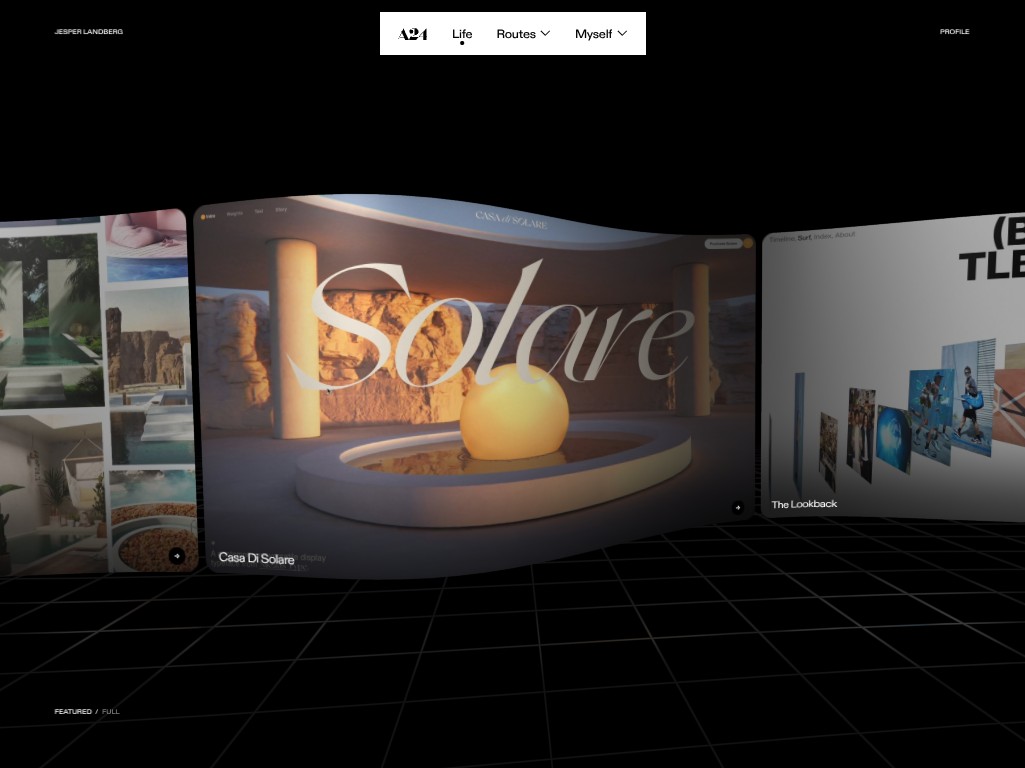 JESPER LANDBERG
A24
Life
Routes
Myself
PROFILE
CASA di SOLARE
Solare
Timeline, Surf, Index, About
(B
TLE
Casa Di Solare
The Lookback
FEATURED / FULL